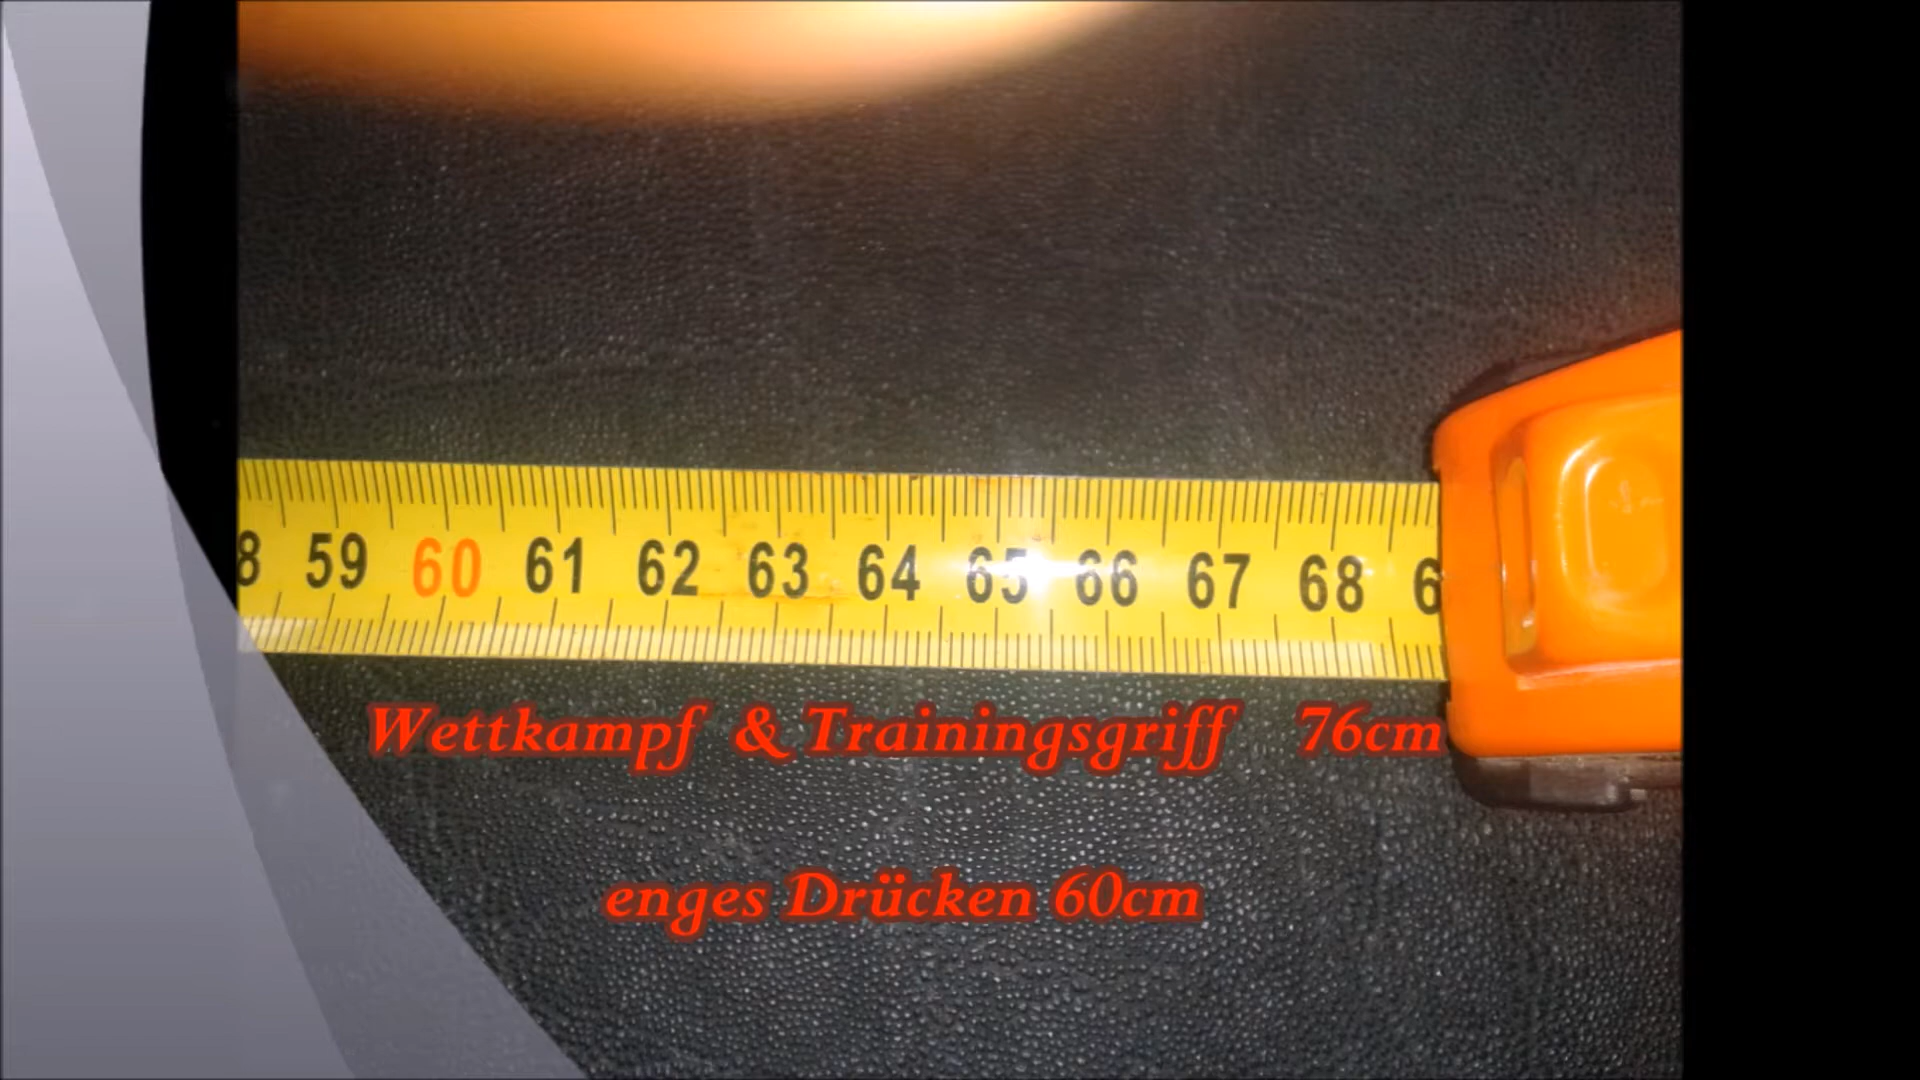 8 59 60 61 62 63 64 65 66 67 68 6
Wettkampf & Trainingsgriff 76cm
enges Drücken 60cm